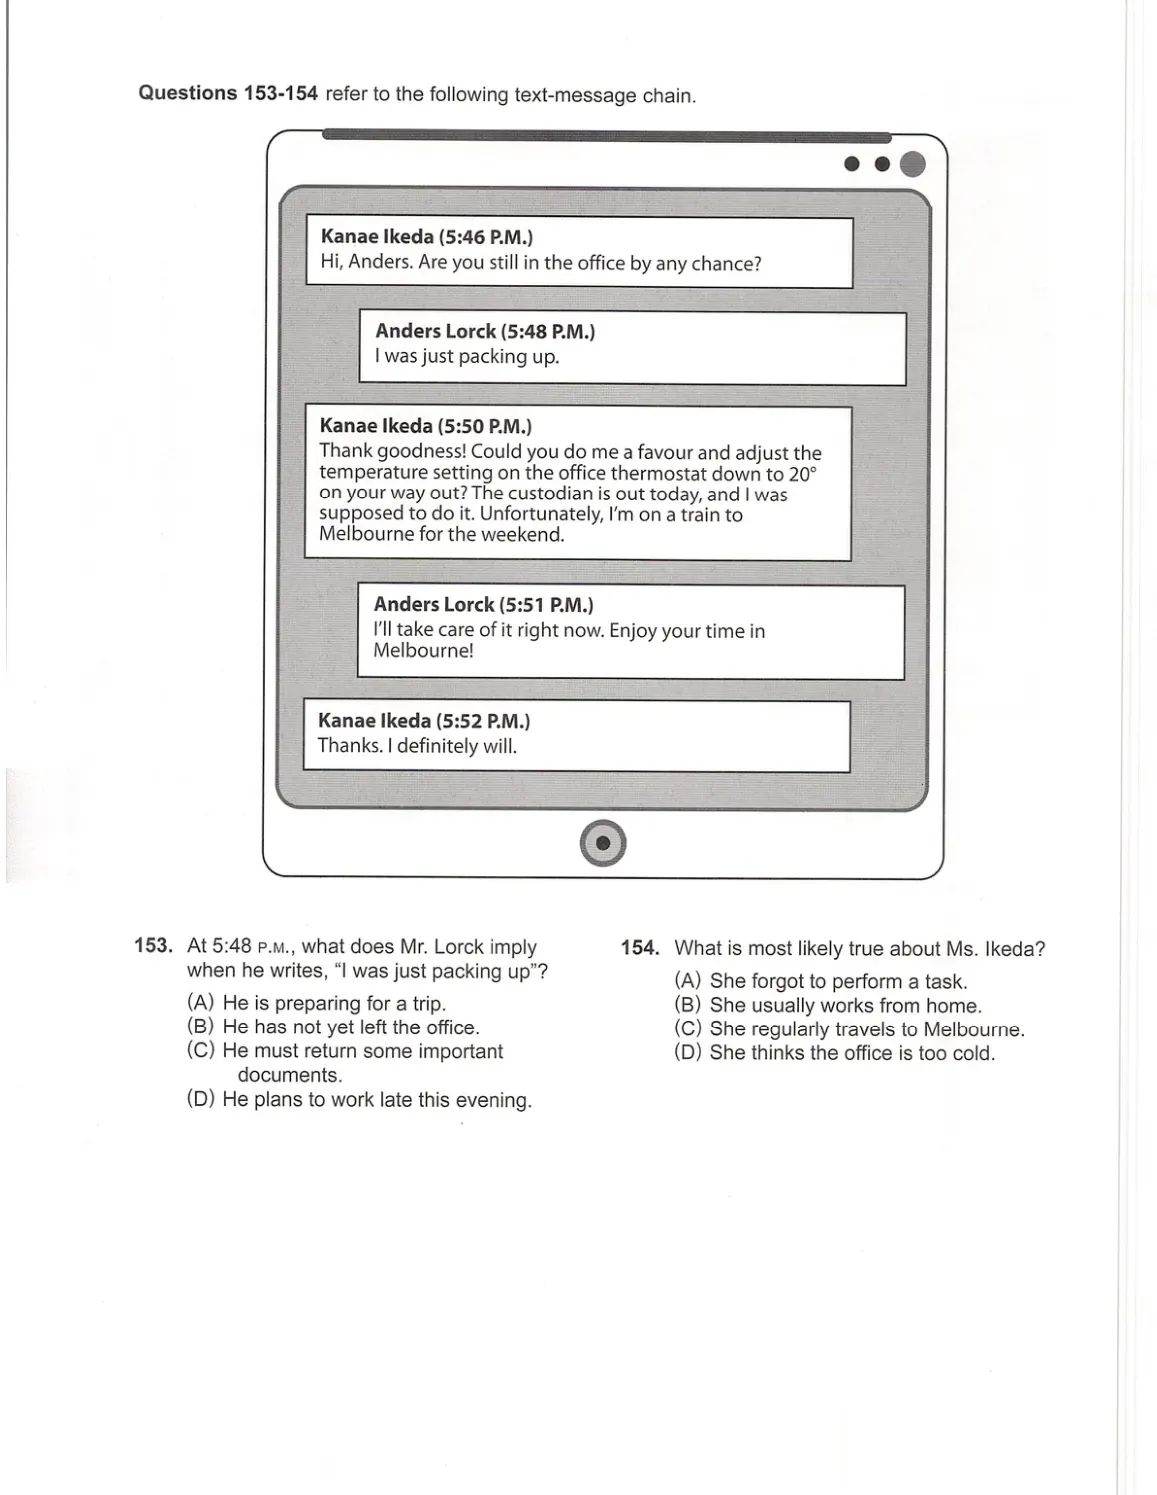 Questions 153-154 refer to the following text-message chain.
Kanae Ikeda (5:46 P.M.)
Hi, Anders. Are you still in the office by any chance?
Anders Lorck (5:48 P.M.)
I was just packing up.
Kanae Ikeda (5:50 P.M.)
Thank goodness! Could you do me a favour and adjust the
temperature setting on the office thermostat down to 20°
on your way out? The custodian is out today, and I was
supposed to do it. Unfortunately, I'm on a train to
Melbourne for the weekend.
Anders Lorck (5:51 P.M.)
I'll take care of it right now. Enjoy your time in
Melbourne!
Kanae Ikeda (5:52 P.M.)
Thanks. I definitely will.
153. At 5:48 P.M., what does Mr. Lorck imply
when he writes, “I was just packing up”?
(A) He is preparing for a trip.
(B) He has not yet left the office.
(C) He must return some important
documents.
(D) He plans to work late this evening.
154. What is most likely true about Ms. Ikeda?
(A) She forgot to perform a task.
(B) She usually works from home.
(C) She regularly travels to Melbourne.
(D) She thinks the office is too cold.